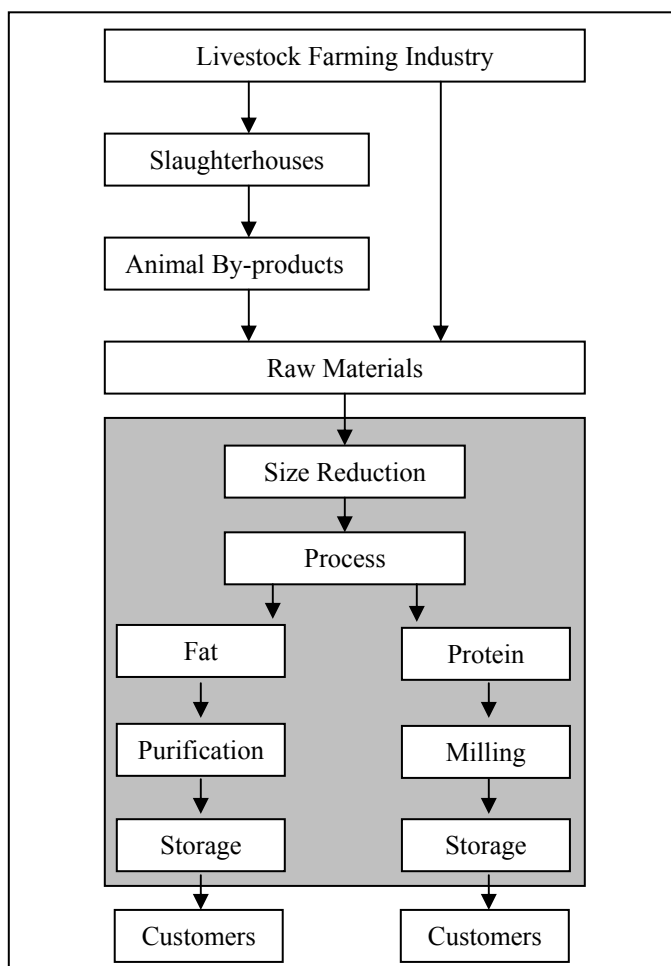 Livestock Farming Industry
Slaughterhouses
Animal By-products
Raw Materials
Size Reduction
Process
Fat
Protein
Purification
Milling
Storage
Storage
Customers
Customers